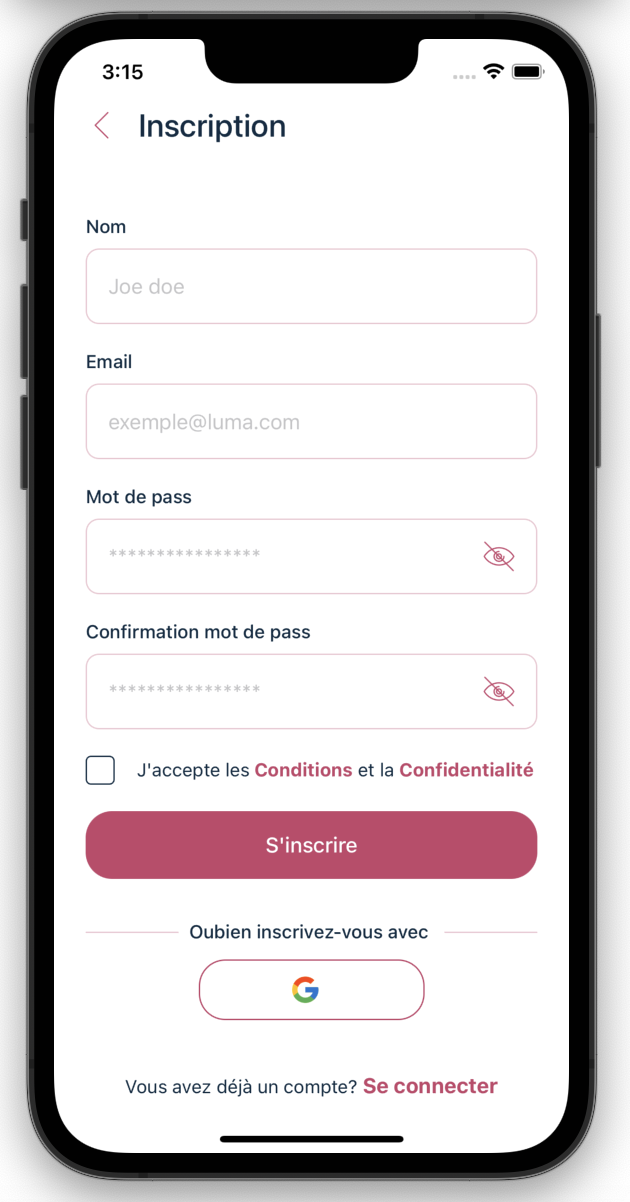 3:15
Inscription
Nom
Joe doe
Email
exemple@luma.com
Mot de pass
****************
Confirmation mot de pass
****************
J'accepte les Conditions et la Confidentialité
S'inscrire
Oubien inscrivez-vous avec
G
Vous avez déjà un compte? Se connecter